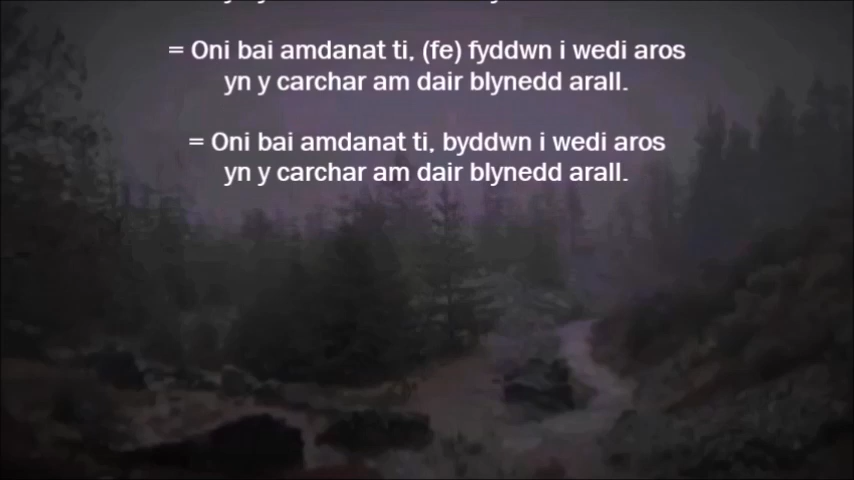 = Oni bai amdanat ti, (fe) fyddwn i wedi aros
yn y carchar am dair blynedd arall.
= Oni bai amdanat ti, byddwn i wedi aros
yn y carchar am dair blynedd arall.